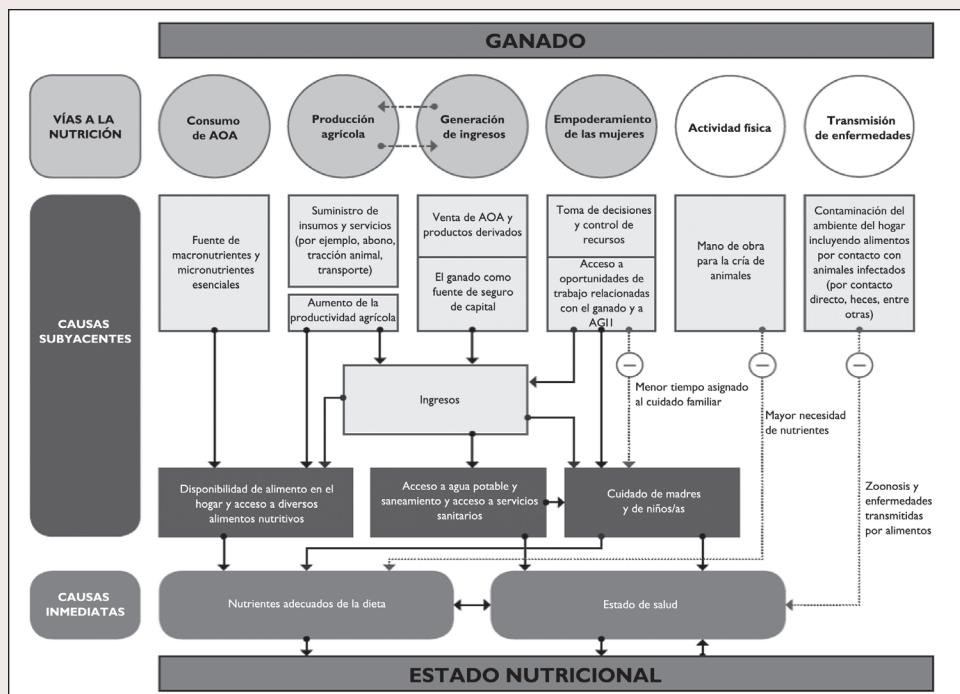 GANADO
VÍAS A LA
NUTRICIÓN
Consumo
de AOA
Producción
agrícola
Generación
de ingresos
Empoderamiento
de las mujeres
Actividad física
Transmisión
de enfermedades
CAUSAS
SUBYACENTES
Fuente de
macronutrientes y
micronutrientes
esenciales
Suministro de
insumos y servicios
(por ejemplo, abono,
tracción animal,
transporte)
Aumento de la
productividad agrícola
Venta de AOA y
productos derivados
El ganado como
fuente de seguro
de capital
Toma de decisiones
y control de
recursos
Acceso a
oportunidades de
trabajo relacionadas
con el ganado y a
AGI1
Mano de obra
para la cría de
animales
Contaminación del
ambiente del hogar
incluyendo alimentos
por contacto con
animales infectados
(por contacto
directo, heces, entre
otras)
Ingresos
Menor tiempo asignado
al cuidado familiar
Mayor necesidad
de nutrientes
Zoonosis y
enfermedades
transmitidas
por alimentos
Disponibilidad de alimento en el
hogar y acceso a diversos
alimentos nutritivos
Acceso a agua potable y
saneamiento y acceso a servicios
sanitarios
Cuidado de madres
y de niños/as
CAUSAS
INMEDIATAS
Nutrientes adecuados de la dieta
Estado de salud
ESTADO NUTRICIONAL